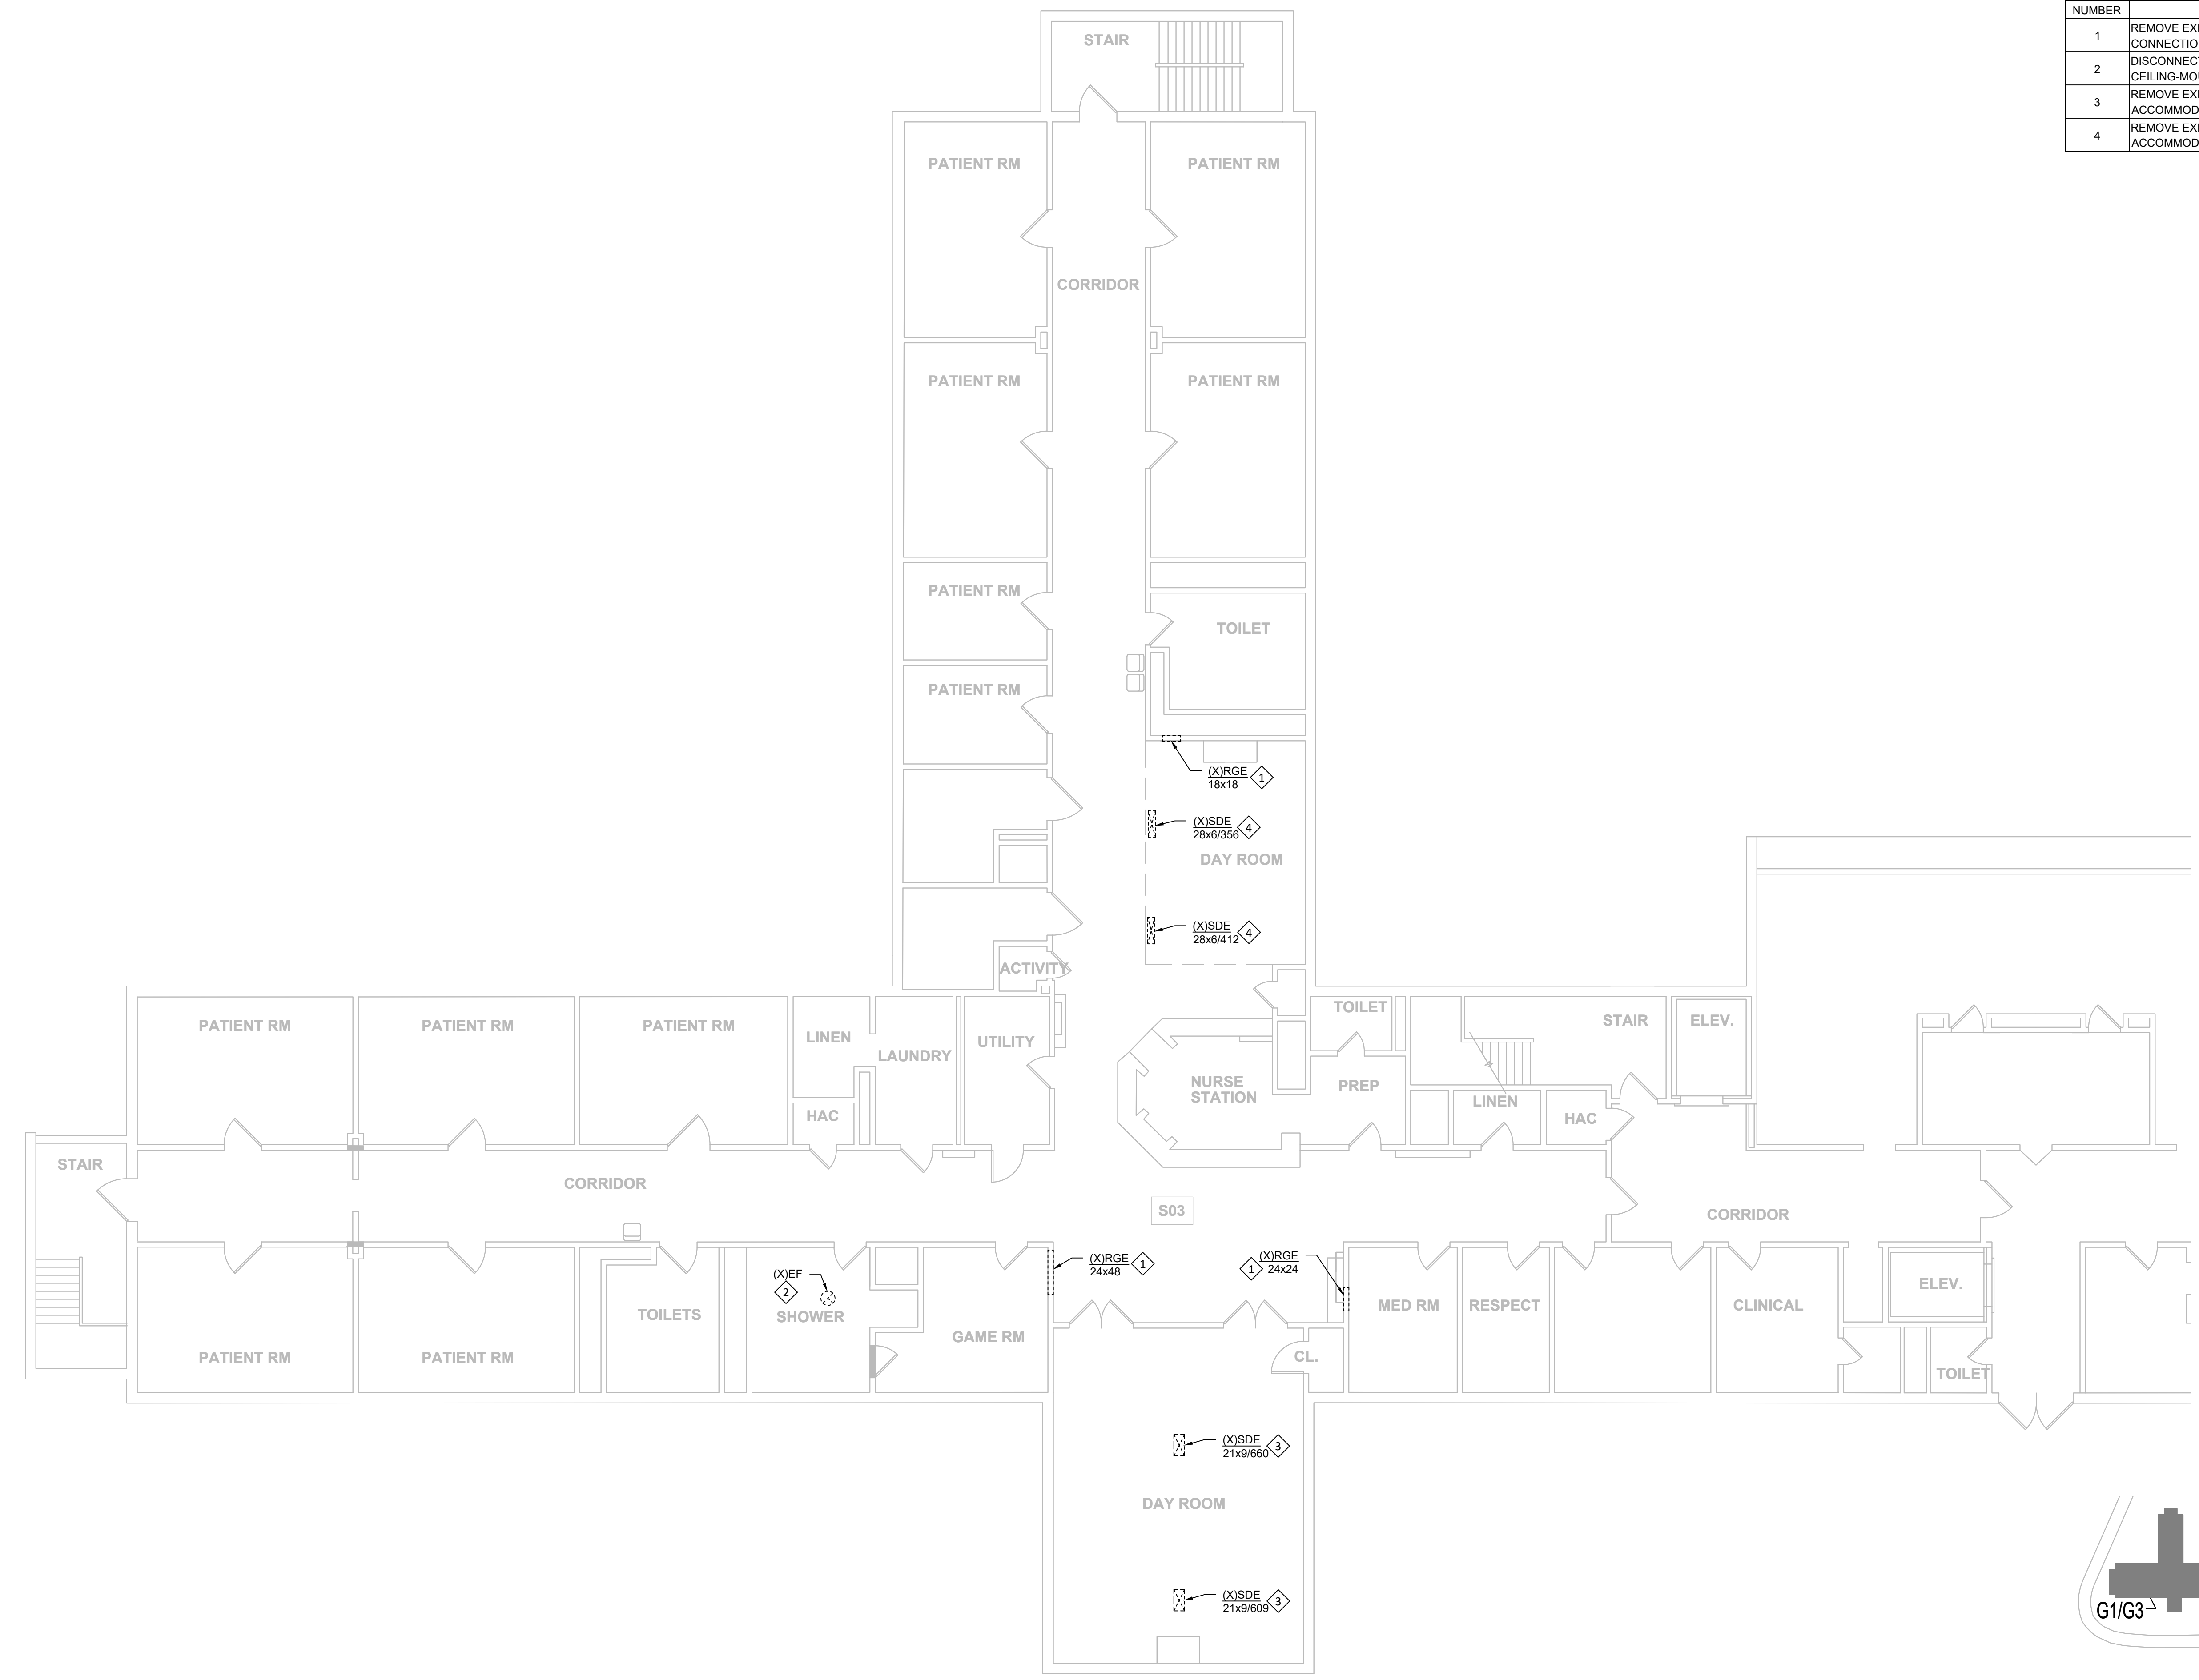 NUMBER
1
REMOVE EXI
CONNECTIO
2
DISCONNECT
CEILING-MOU
3
REMOVE EXI
ACCOMMOD
4
REMOVE EXI
ACCOMMOD
STAIR
PATIENT RM
PATIENT RM
CORRIDOR
PATIENT RM
PATIENT RM
PATIENT RM
TOILET
PATIENT RM
(X)RGE
18x18
1
(X)SDE
28x6/356
4
DAY ROOM
(X)SDE
28x6/412
4
ACTIVITY
PATIENT RM
PATIENT RM
PATIENT RM
LINEN
LAUNDRY
UTILITY
HAC
NURSE
STATION
TOILET
PREP
STAIR
ELEV.
LINEN
HAC
STAIR
CORRIDOR
S03
CORRIDOR
(X)EF
2
SHOWER
(X)RGE
24x48
1
(X)RGE
24x24
1
TOILETS
GAME RM
MED RM
RESPECT
CLINICAL
ELEV.
PATIENT RM
PATIENT RM
CL.
TOILET
(X)SDE
21x9/660
3
DAY ROOM
(X)SDE
21x9/609
3
G1/G3